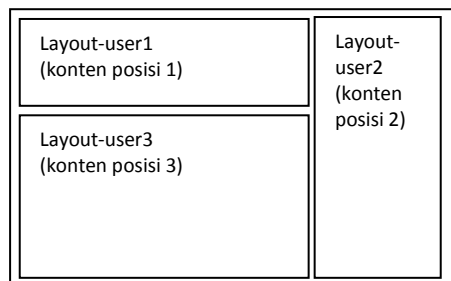 Layout-user1
(konten posisi 1)
Layout-
user2
(konten
posisi 2)
Layout-user3
(konten posisi 3)